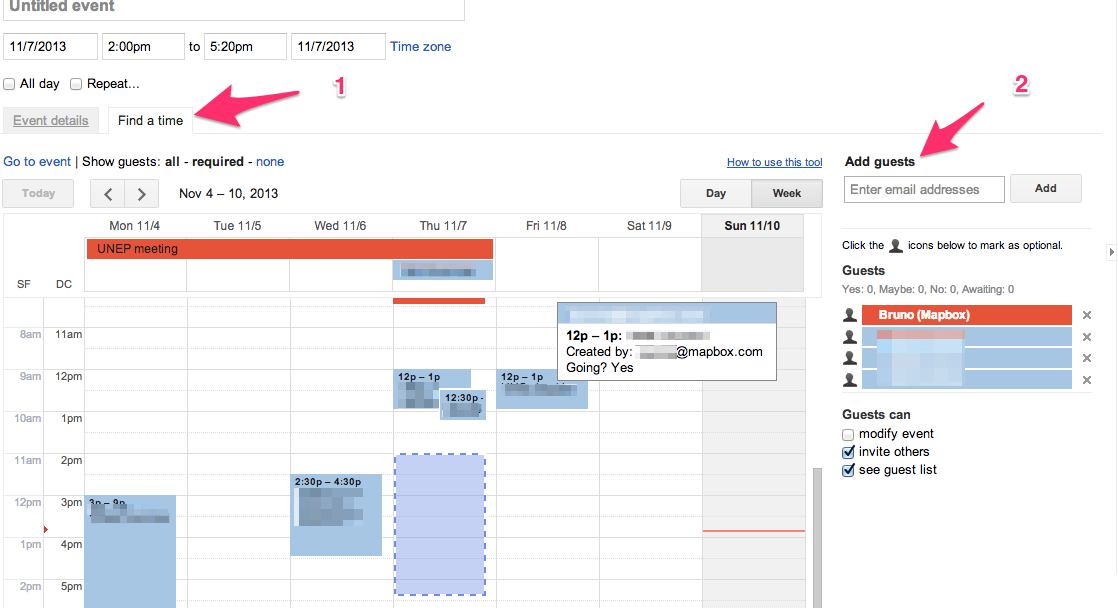 Untitled event
11/7/2013 2:00pm to 5:20pm 11/7/2013 Time zone
All day Repeat...
1
2
Event details Find a time
Add guests
Go to event | Show guests: all - required - none How to use this tool
Enter email addresses Add
Today Nov 4 – 10, 2013 Day Week
Mon 11/4 Tue 11/5 Wed 11/6 Thu 11/7 Fri 11/8 Sat 11/9 Sun 11/10
UNEP meeting
SF DC
8am 11am
9am 12pm
10am 1pm
11am 2pm
12pm 3pm
1pm 4pm
2pm 5pm
12p – 1p
12:30p -
12p – 1p
2:30p – 4:30p
3p – 9p
12p – 1p:
Created by: @mapbox.com
Going? Yes
Click the icons below to mark as optional.
Guests
Yes: 0, Maybe: 0, No: 0, Awaiting: 0
Bruno (Mapbox)
Guests can
modify event
invite others
see guest list